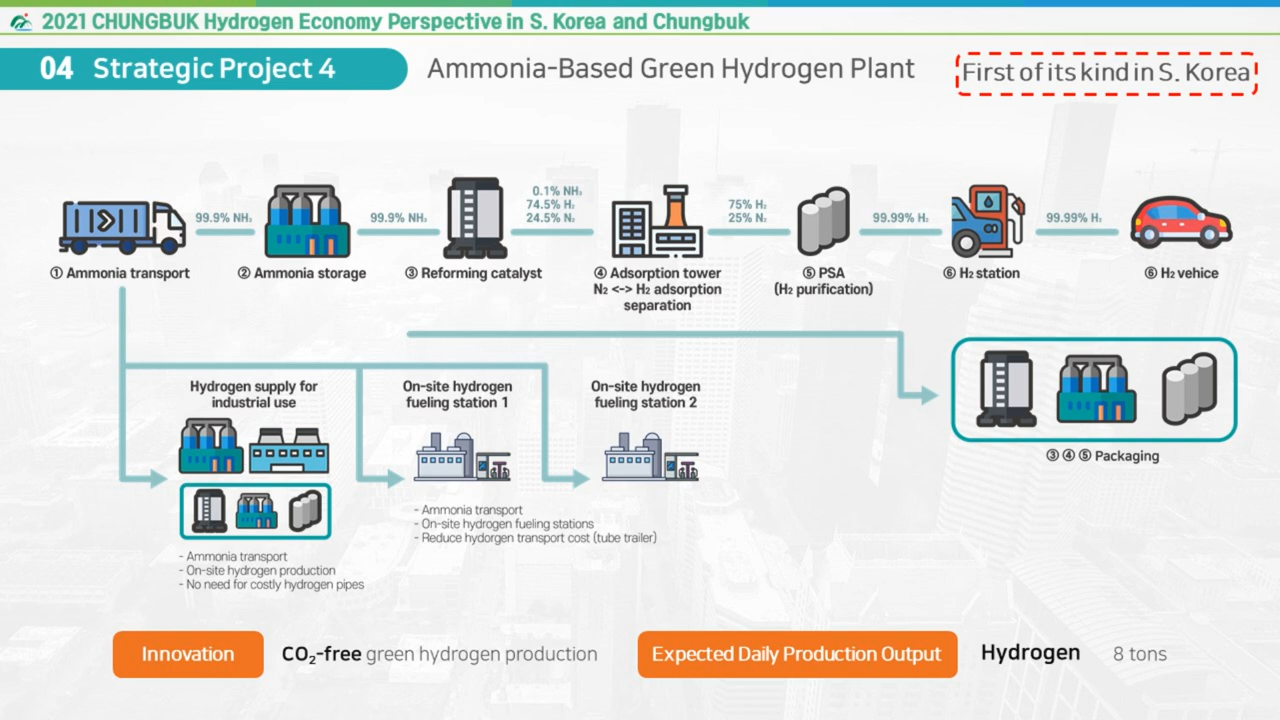 2021 CHUNGBUK Hydrogen Economy Perspective in S. Korea and Chungbuk
04 Strategic Project 4
Ammonia-Based Green Hydrogen Plant
First of its kind in S. Korea
99.9% NH₃
99.9% NH₃
0.1% NH₃
74.5% H₂
24.5% N₂
75% H₂
25% N₂
99.99% H₂
99.99% H₂
① Ammonia transport
② Ammonia storage
③ Reforming catalyst
④ Adsorption tower
N₂ <-> H₂ adsorption
separation
⑤ PSA
(H₂ purification)
⑥ H₂ station
⑥ H₂ vehice
Hydrogen supply for
industrial use
On-site hydrogen
fueling station 1
On-site hydrogen
fueling station 2
③ ④ ⑤ Packaging
- Ammonia transport
- On-site hydrogen production
- No need for costly hydrogen pipes
- Ammonia transport
- On-site hydrogen fueling stations
- Reduce hydorgen transport cost (tube trailer)
Innovation
CO₂-free green hydrogen production
Expected Daily Production Output
Hydrogen 8 tons